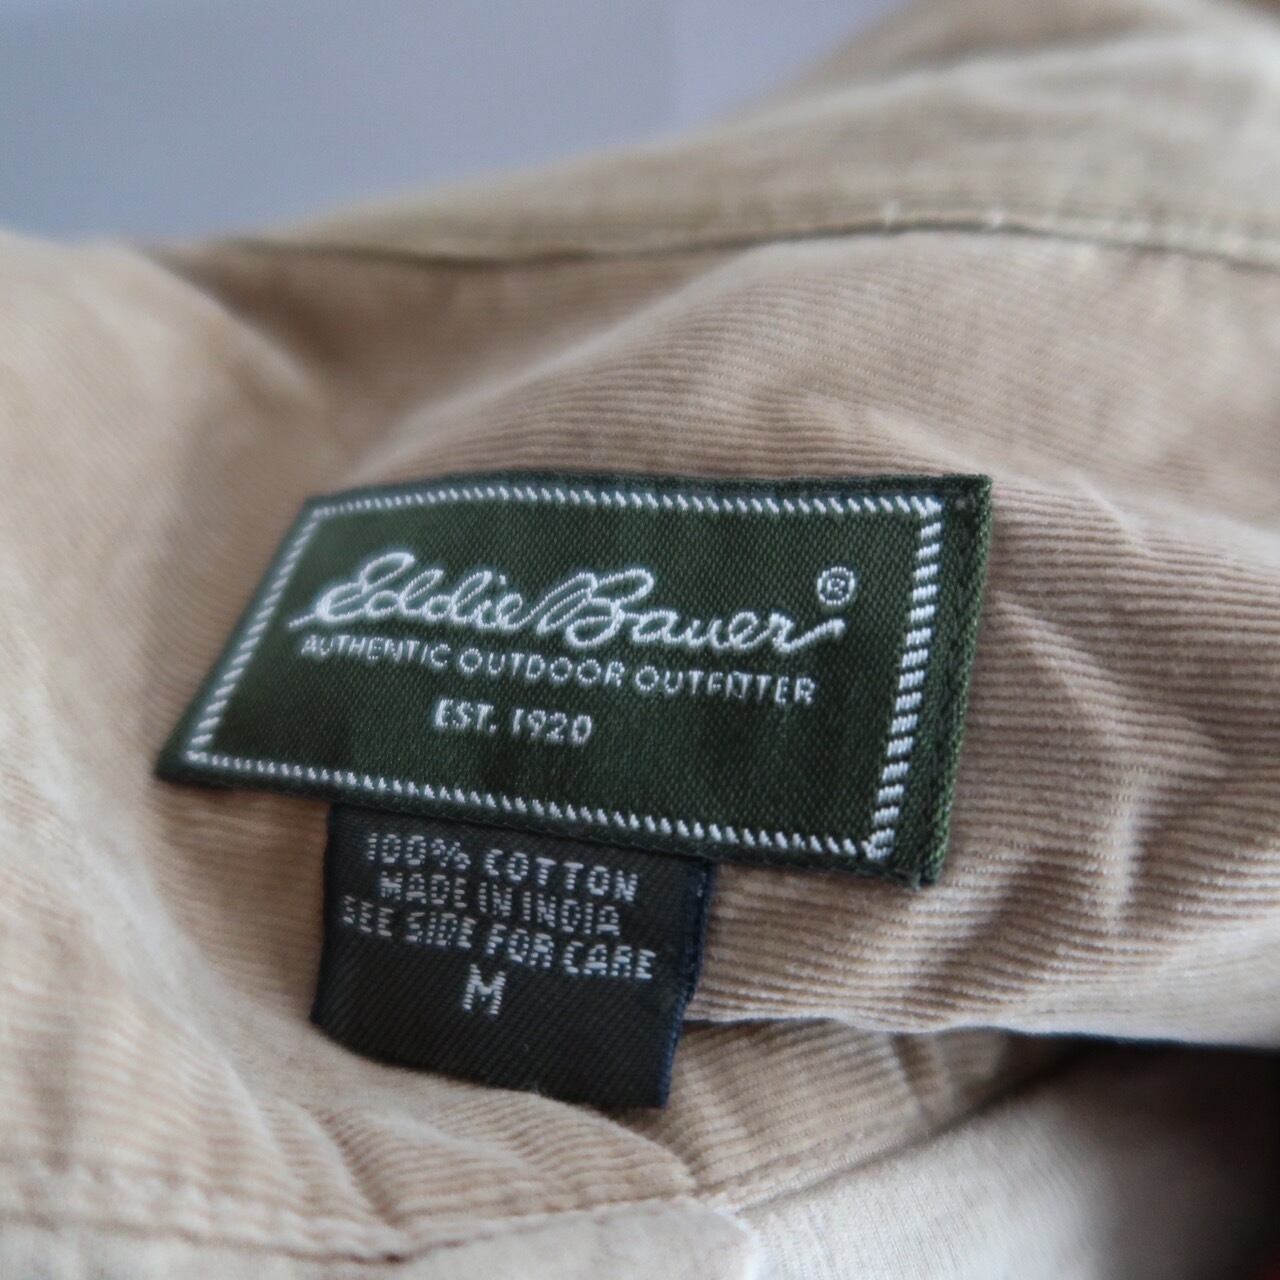 Eddie Bauer®
AUTHENTIC OUTDOOR OUTFITTER
EST. 1920
100% COTTON
MADE IN INDIA
SEE SIDE FOR CARE
M